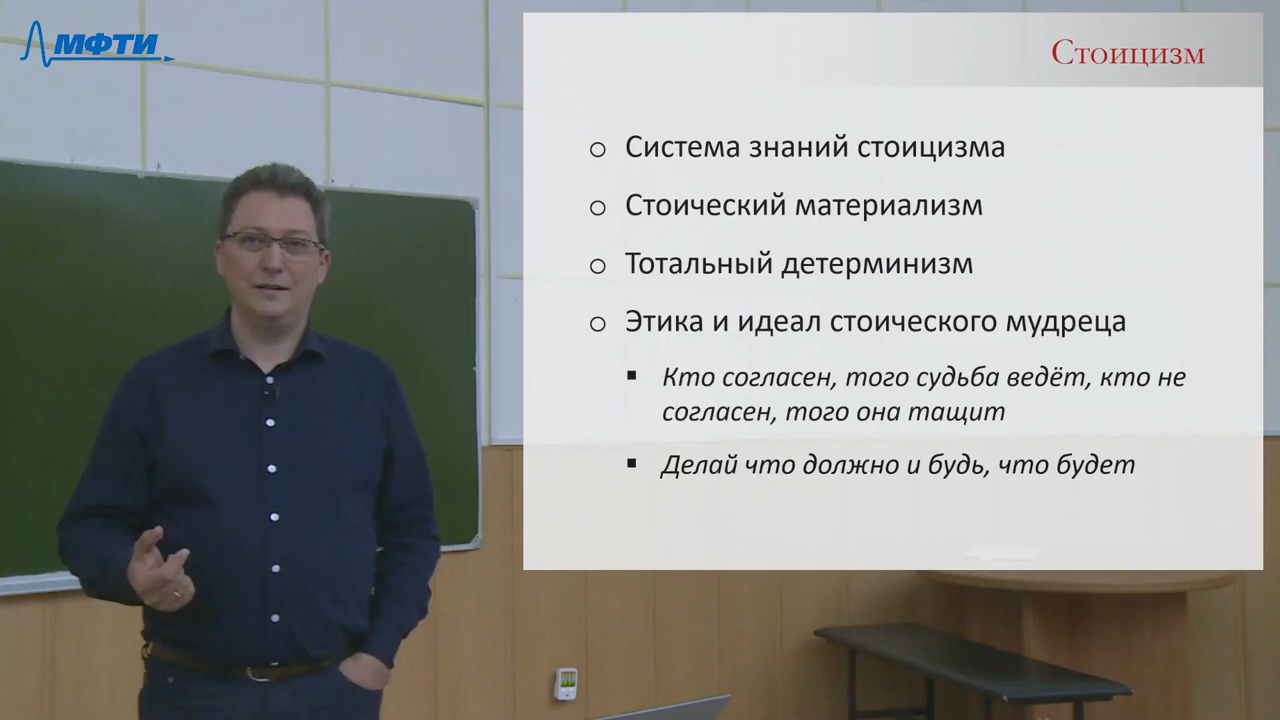 МФТИ
Стоицизм
Система знаний стоицизма
Стоический материализм
Тотальный детерминизм
Этика и идеал стоического мудреца
Кто согласен, того судьба ведёт, кто не
согласен, того она тащит
Делай что должно и будь, что будет